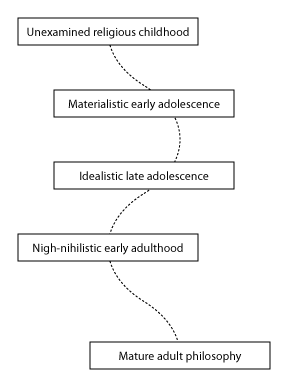 Unexamined religious childhood
Materialistic early adolescence
Idealistic late adolescence
Nigh-nihilistic early adulthood
Mature adult philosophy